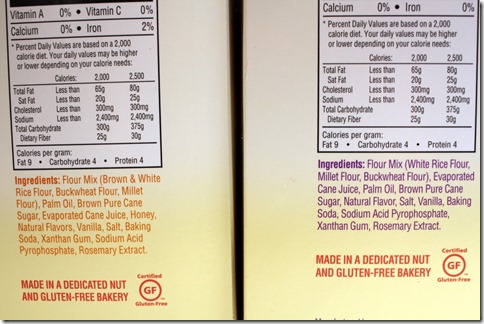 Vitamin A 0% • Vitamin C 0%
Calcium 0% • Iron 2%
* Percent Daily Values are based on a 2,000
calorie diet. Your daily values may be higher
or lower depending on your calorie needs:
Calories: 2,000 2,500
Total Fat Less than 65g 80g
Sat Fat Less than 20g 25g
Cholesterol Less than 300mg 300mg
Sodium Less than 2,400mg 2,400mg
Total Carbohydrate 300g 375g
Dietary Fiber 25g 30g
Calories per gram:
Fat 9 • Carbohydrate 4 • Protein 4
Ingredients: Flour Mix (Brown & White
Rice Flour, Buckwheat Flour, Millet
Flour), Palm Oil, Brown Pure Cane
Sugar, Evaporated Cane Juice, Honey,
Natural Flavors, Vanilla, Salt, Baking
Soda, Xanthan Gum, Sodium Acid
Pyrophosphate, Rosemary Extract.
MADE IN A DEDICATED NUT
AND GLUTEN-FREE BAKERY
Certified
GF
Gluten-Free
Calcium 0% • Iron 0%
* Percent Daily Values are based on a 2,000
calorie diet. Your daily values may be higher
or lower depending on your calorie needs:
Calories: 2,000 2,500
Total Fat Less than 65g 80g
Sat Fat Less than 20g 25g
Cholesterol Less than 300mg 300mg
Sodium Less than 2,400mg 2,400mg
Total Carbohydrate 300g 375g
Dietary Fiber 25g 30g
Calories per gram:
Fat 9 • Carbohydrate 4 • Protein 4
Ingredients: Flour Mix (White Rice Flour,
Millet Flour, Buckwheat Flour), Evaporated
Cane Juice, Palm Oil, Brown Pure Cane
Sugar, Natural Flavor, Salt, Vanilla, Baking
Soda, Sodium Acid Pyrophosphate,
Xanthan Gum, Rosemary Extract.
MADE IN A DEDICATED NUT
AND GLUTEN-FREE BAKERY
Certified
GF
Gluten-Free